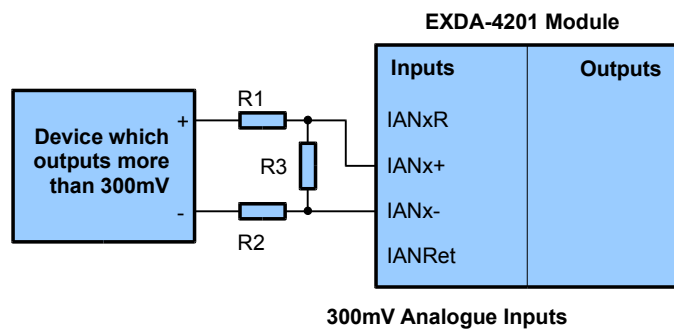 EXDA-4201 Module
Inputs
Outputs
R1
IANxR
+
Device which
outputs more
than 300mV
R3
IANx+
-
IANx-
R2
IANRet
300mV Analogue Inputs